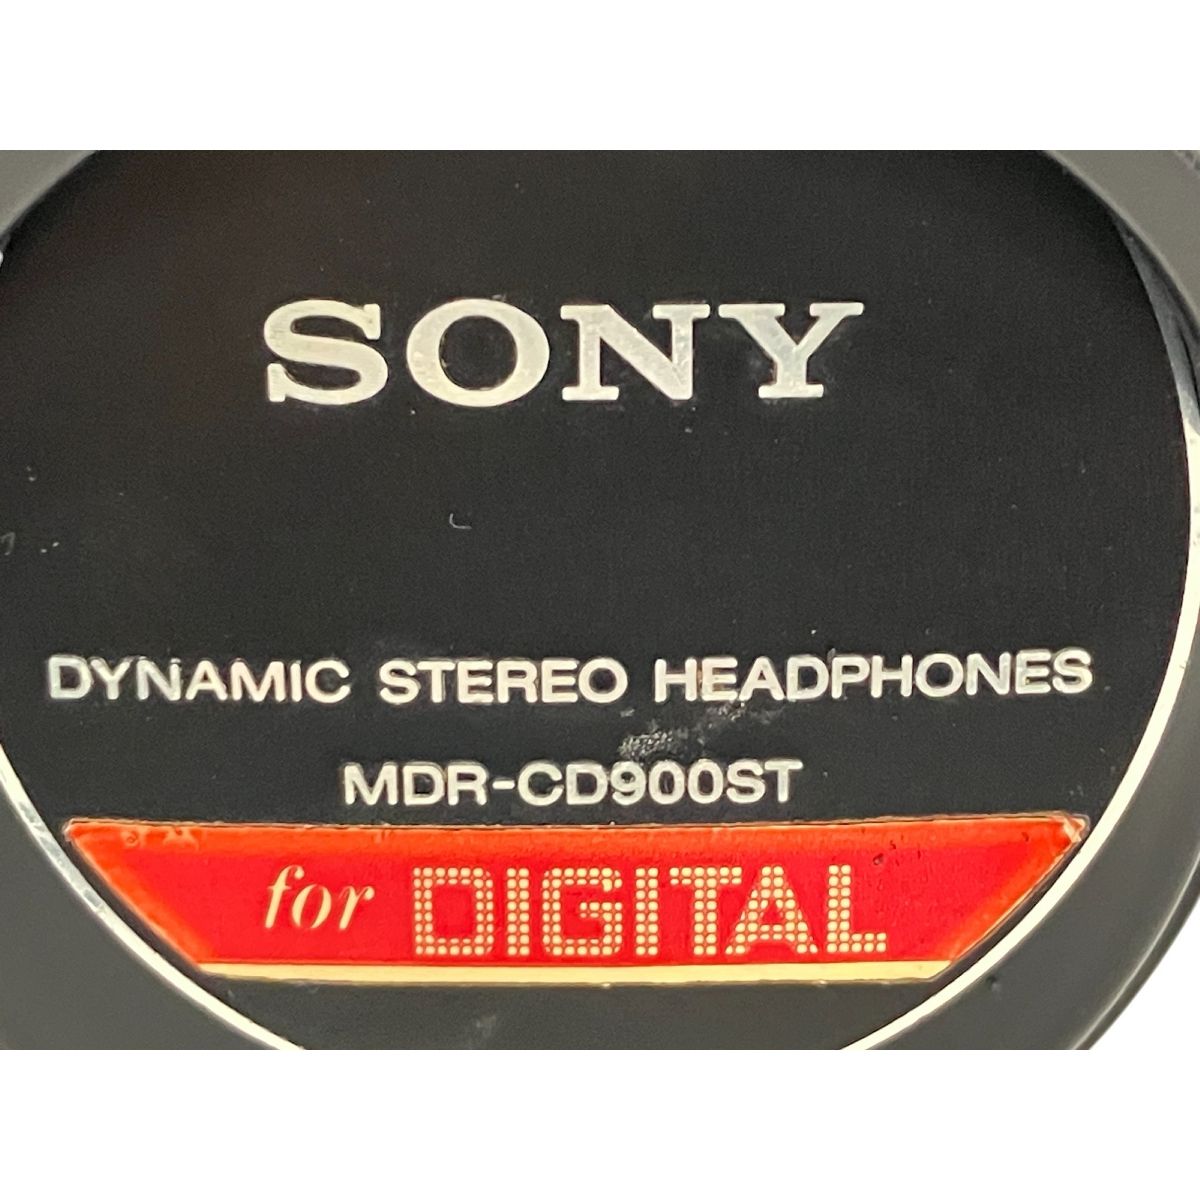 SONY
DYNAMIC STEREO HEADPHONES
MDR-CD900ST
for DIGITAL